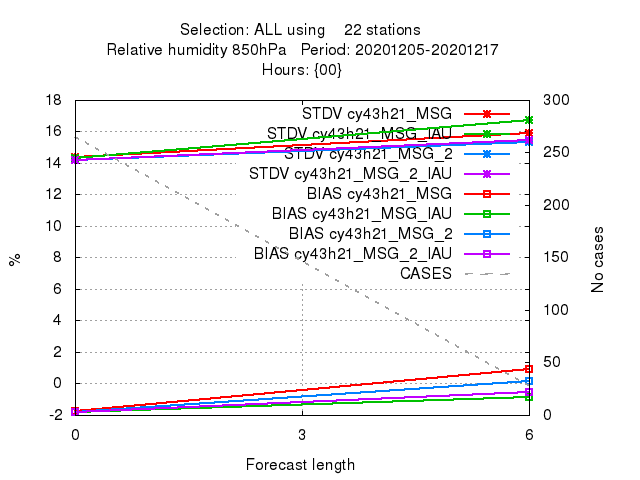 Selection: ALL using 22 stations
Relative humidity 850hPa Period: 20201205-20201217
Hours: {00}
18
16
14
12
10
8
6
4
2
0
-2
%
STDV cy43h21_MSG
STDV cy43h21_MSG_IAU
STDV cy43h21_MSG_2
STDV cy43h21_MSG_2_IAU
BIAS cy43h21_MSG
BIAS cy43h21_MSG_IAU
BIAS cy43h21_MSG_2
BIAS cy43h21_MSG_2_IAU
CASES
300
250
200
150
100
50
0
No cases
0 3 6
Forecast length